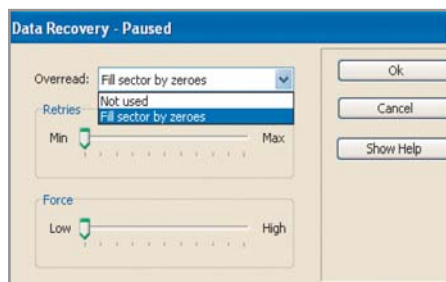 Data Recovery - Paused
Overread: Fill sector by zeroes
Not used
Fill sector by zeroes
Retries
Min Max
Force
Low High
Ok
Cancel
Show Help